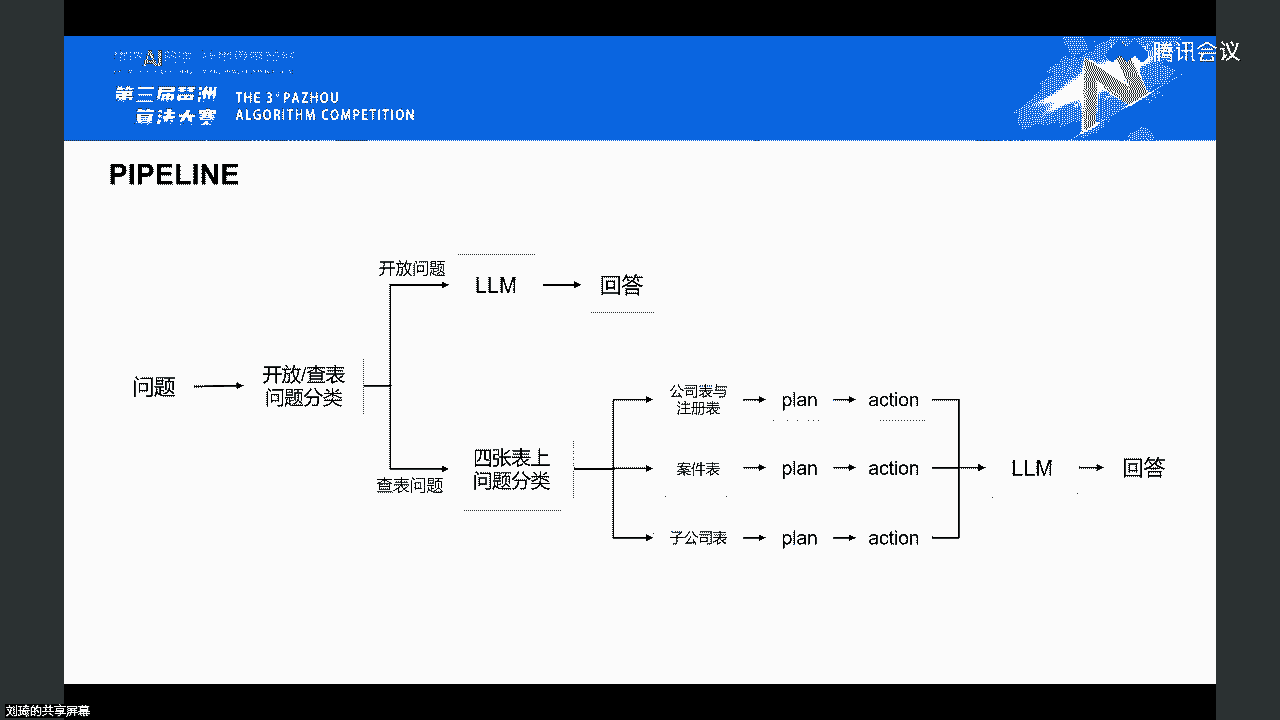 腾讯会议
第三届琶洲
算法大赛
THE 3rd PAZHOU
ALGORITHM COMPETITION
PIPELINE
开放问题
LLM
回答
问题
开放/查表
问题分类
查表问题
四张表上
问题分类
公司表与
注册表
plan
action
案件表
plan
action
LLM
回答
子公司表
plan
action
刘琦的共享屏幕